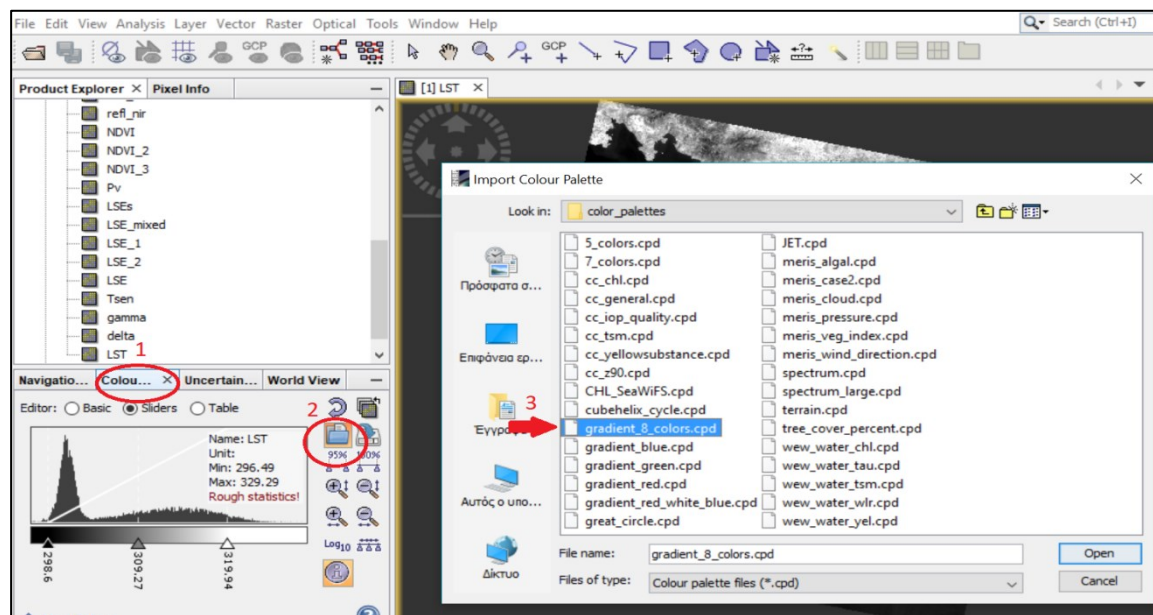 File Edit View Analysis Layer Vector Raster Optical Tools Window Help
Search (Ctrl+I)
GCP
GCP
Product Explorer × Pixel Info
[1] LST ×
refl_nir
NDVI
NDVI_2
NDVI_3
Pv
LSEs
LSE_mixed
LSE_1
LSE_2
LSE
Tsen
gamma
delta
LST
1
Navigatio... Colou... × Uncertain... World View
Editor: Basic Sliders Table
2
Name: LST
Unit:
Min: 296.49
Max: 329.29
Rough statistics!
95% 100%
Log10
298.6
309.27
319.94
Import Colour Palette
Look in: color_palettes
Πρόσφατα σ...
Επιφάνεια ερ...
Έγγραφα
Αυτός ο υπο...
Δίκτυο
3
5_colors.cpd
7_colors.cpd
cc_chl.cpd
cc_general.cpd
cc_iop_quality.cpd
cc_tsm.cpd
cc_yellowsubstance.cpd
cc_z90.cpd
CHL_SeaWiFS.cpd
cubehelix_cycle.cpd
gradient_8_colors.cpd
gradient_blue.cpd
gradient_green.cpd
gradient_red.cpd
gradient_red_white_blue.cpd
great_circle.cpd
JET.cpd
meris_algal.cpd
meris_case2.cpd
meris_cloud.cpd
meris_pressure.cpd
meris_veg_index.cpd
meris_wind_direction.cpd
spectrum.cpd
spectrum_large.cpd
terrain.cpd
tree_cover_percent.cpd
wew_water_chl.cpd
wew_water_tau.cpd
wew_water_tsm.cpd
wew_water_wlr.cpd
wew_water_yel.cpd
File name: gradient_8_colors.cpd
Open
Files of type: Colour palette files (*.cpd)
Cancel